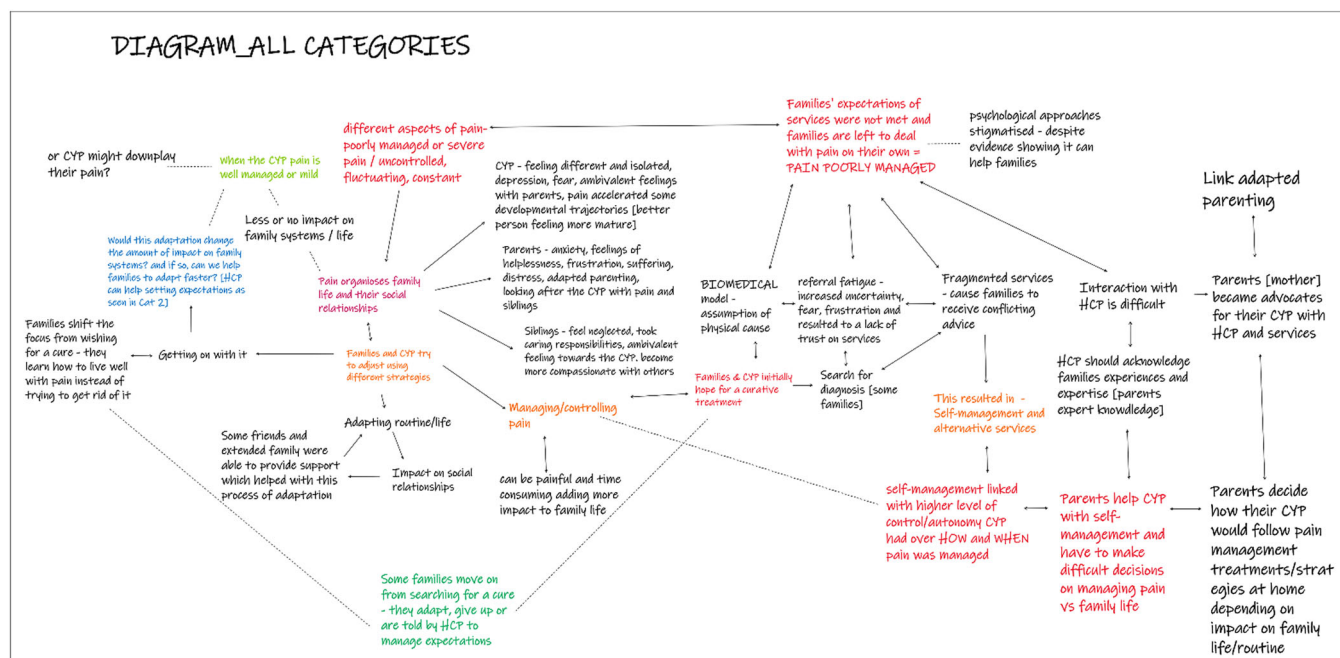 DIAGRAM_ALL CATEGORIES
or CYP might downplay
their pain?
When the CYP pain is
well managed or mild
different aspects of pain-
poorly managed or severe
pain / uncontrolled,
fluctuating, constant
Families' expectations of
services were not met and
families are left to deal
with pain on their own =
PAIN POORLY MANAGED
psychological approaches
stigmatised - despite
evidence showing it can
help families
Link adapted
parenting
Less or no impact on
family systems / life
CYP - feeling different and isolated,
depression, fear, ambivalent feelings
with parents, pain accelerated some
developmental trajectories [better
person feeling more mature]
Would this adaptation change
the amount of impact on family
systems? and if so, can we help
families to adapt faster? [HCP
can help setting expectations as
seen in Cat 2]
Pain organioses family
life and their social
relationships
Parents - anxiety, feelings of
helplessness, frustration, suffering,
distress, adapted parenting,
looking after the CYP with pain and
siblings
BIOMEDICAL
model -
assumption of
physical cause
referral fatigue -
increased uncertainty,
fear, frustration and
resulted to a lack of
trust on services
Fragmented services
- cause families to
receive conflicting
advice
Interaction with
HCP is difficult
Parents [mother]
became advocates
for their CYP with
HCP and services
Families shift the
focus from wishing
for a cure - they
learn how to live well
with pain instead of
trying to get rid of it
Getting on with it
Families and CYP try
to adjust using
different strategies
Siblings - feel neglected, took
caring responsibilities, ambivalent
feeling towards the CYP. become
more compassionate with others
Families & CYP initially
hope for a curative
treatment
Search for
diagnosis [some
families]
HCP should acknowledge
families experiences and
expertise [parents
expert knowldedge]
Managing/controlling
pain
This resulted in -
Self-management and
alternative services
Adapting routine/life
Some friends and
extended family were
able to provide support
which helped with this
process of adaptation
Impact on social
relationships
can be painful and time
consuming adding more
impact to family life
self-management linked
with higher level of
control/autonomy CYP
had over HOW and WHEN
pain was managed
Parents help CYP
with self-
management and
have to make
difficult decisions
on managing pain
vs family life
Parents decide
how their CYP
would follow pain
management
treatments/strat
egies at home
depending on
impact on family
life/routine
Some families move on
from searching for a cure
- they adapt, give up or
are told by HCP to
manage expectations